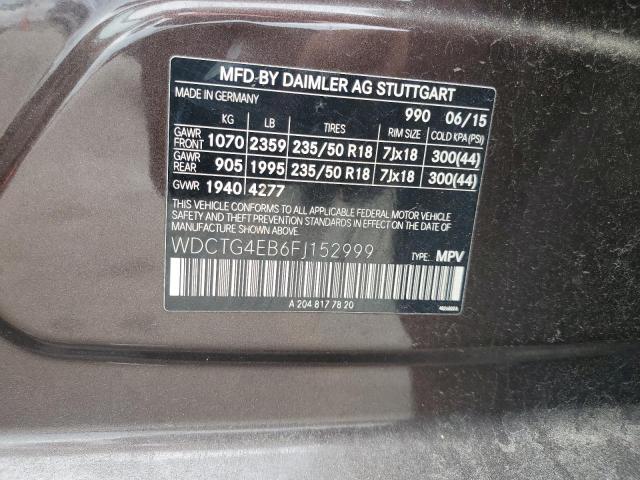 MFD BY DAIMLER AG STUTTGART
MADE IN GERMANY 990 06/15
KG LB TIRES RIM SIZE COLD KPA(PSI)
GAWR FRONT 1070 2359 235/50 R18 7Jx18 300(44)
GAWR REAR 905 1995 235/50 R18 7Jx18 300(44)
GVWR 1940 4277
THIS VEHICLE CONFORMS TO ALL APPLICABLE FEDERAL MOTOR VEHICLE
SAFETY AND THEFT PREVENTION STANDARDS IN EFFECT ON THE DATE OF
MANUFACTURE SHOWN ABOVE.
WDCTG4EB6FJ152999 TYPE: MPV
A 204 817 78 20